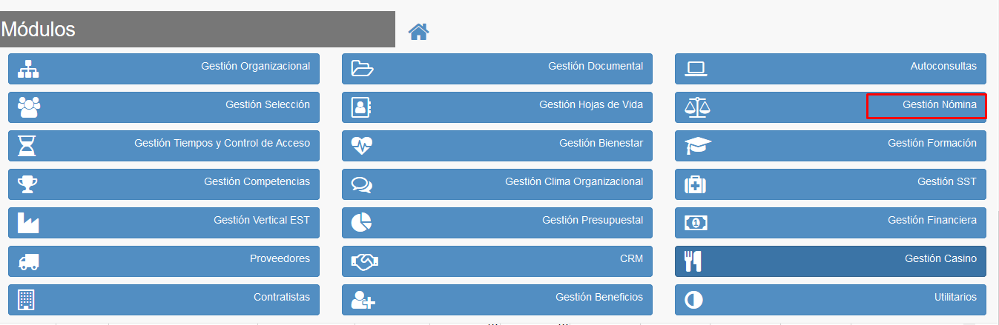 Módulos
Gestión Organizacional
Gestión Documental
Autoconsultas
Gestión Selección
Gestión Hojas de Vida
Gestión Nómina
Gestión Tiempos y Control de Acceso
Gestión Bienestar
Gestión Formación
Gestión Competencias
Gestión Clima Organizacional
Gestión SST
Gestión Vertical EST
Gestión Presupuestal
Gestión Financiera
Proveedores
CRM
Gestión Casino
Contratistas
Gestión Beneficios
Utilitarios